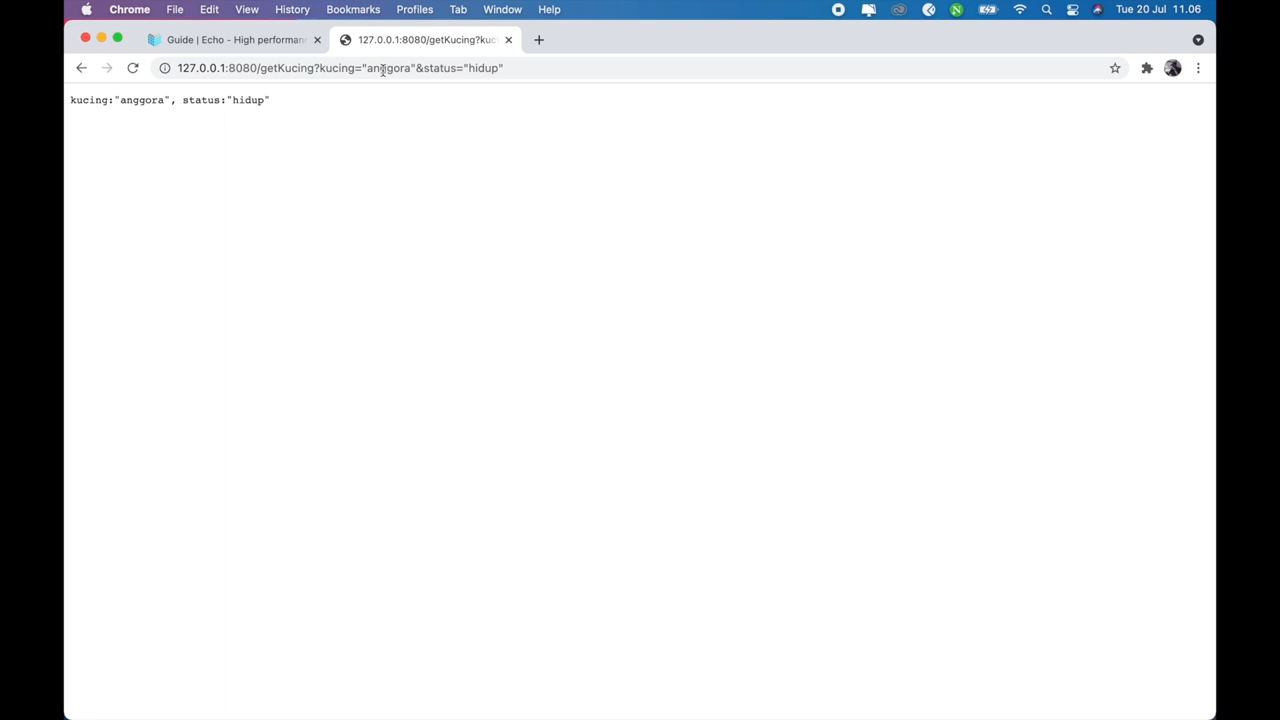 Chrome File Edit View History Bookmarks Profiles Tab Window Help Tue 20 Jul 11.06
Guide | Echo - High performan 127.0.0.1:8080/getKucing?kuc
127.0.0.1:8080/getKucing?kucing="anggora"&status="hidup"
kucing:"anggora", status:"hidup"